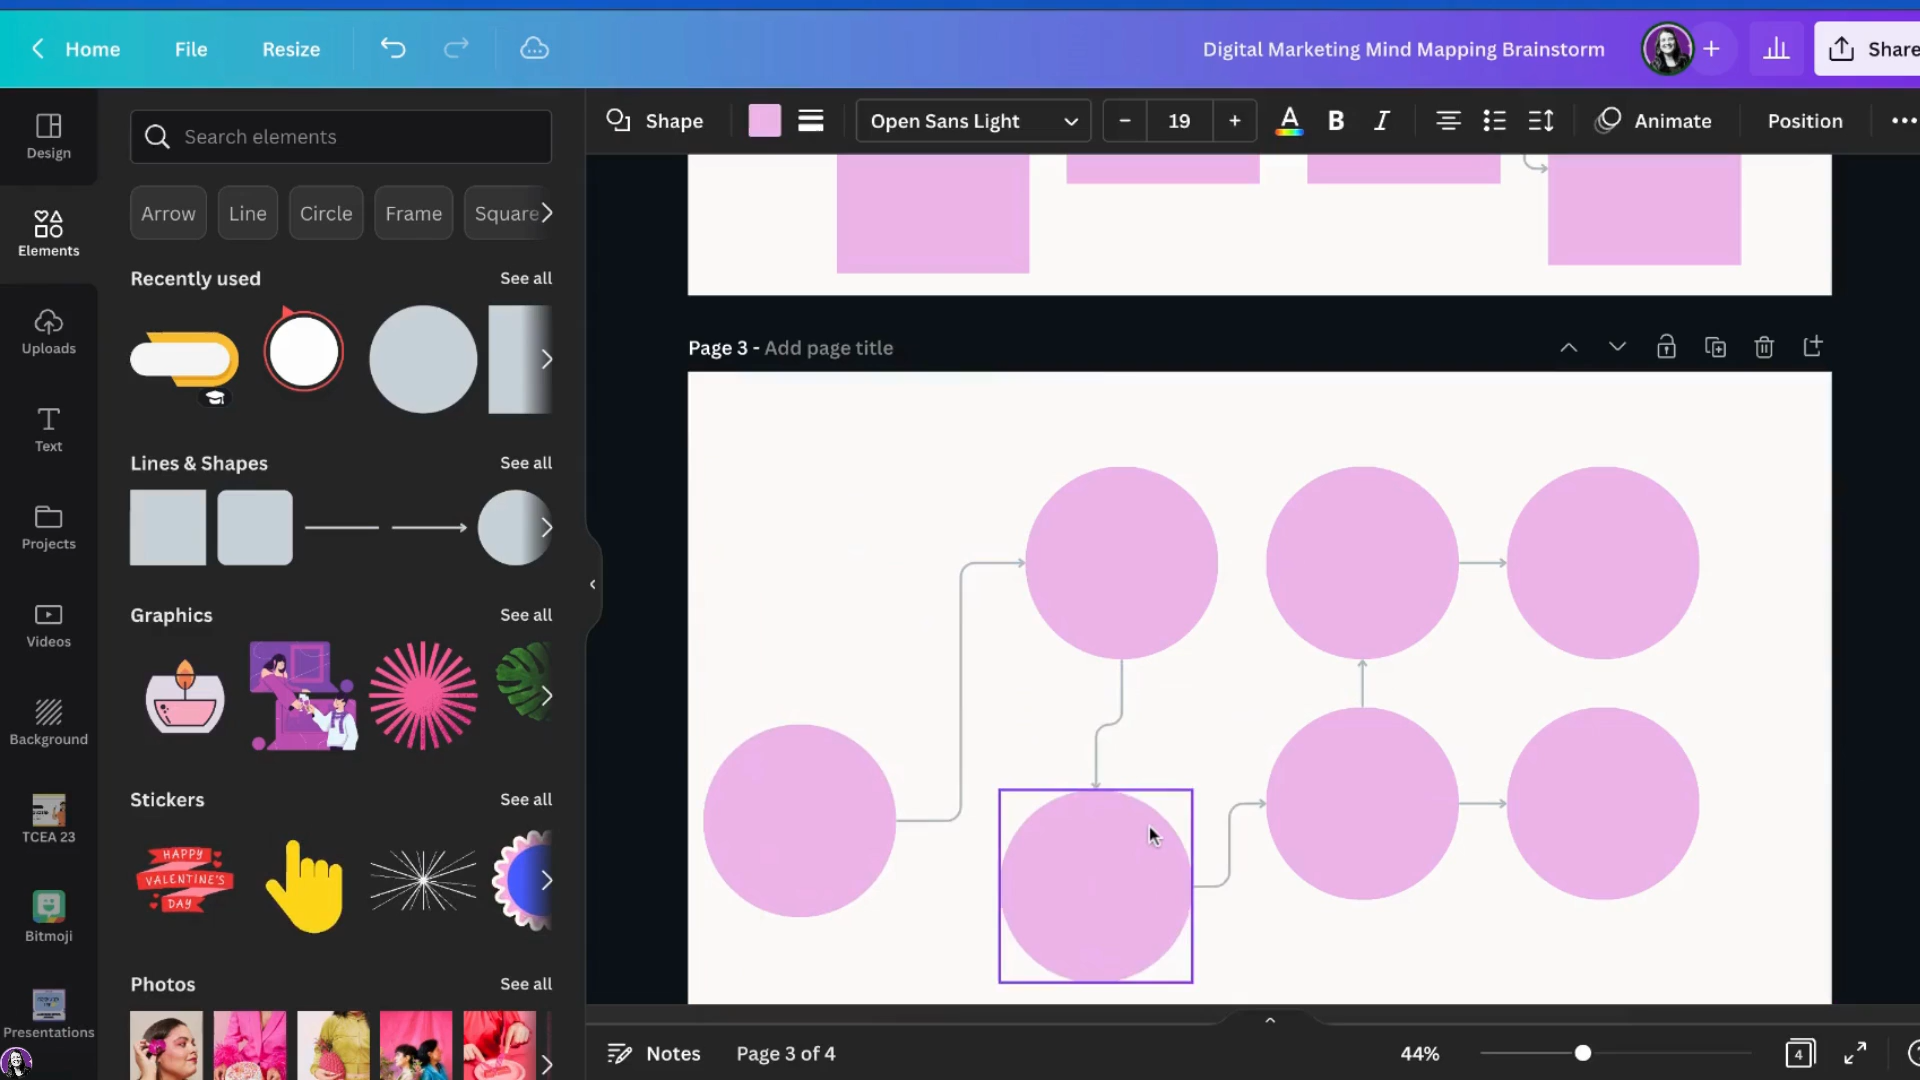 Home File Resize Digital Marketing Mind Mapping Brainstorm Share
Shape Open Sans Light 19 A B I Animate Position
Search elements
Arrow Line Circle Frame Square
Recently used See all
Lines & Shapes See all
Graphics See all
Stickers See all
HAPPY
VALENTINE'S
DAY
Photos See all
Design
Elements
Uploads
Text
Projects
Videos
Background
TCEA 23
Bitmoji
Presentations
Page 3 - Add page title
Notes Page 3 of 4 44% 4